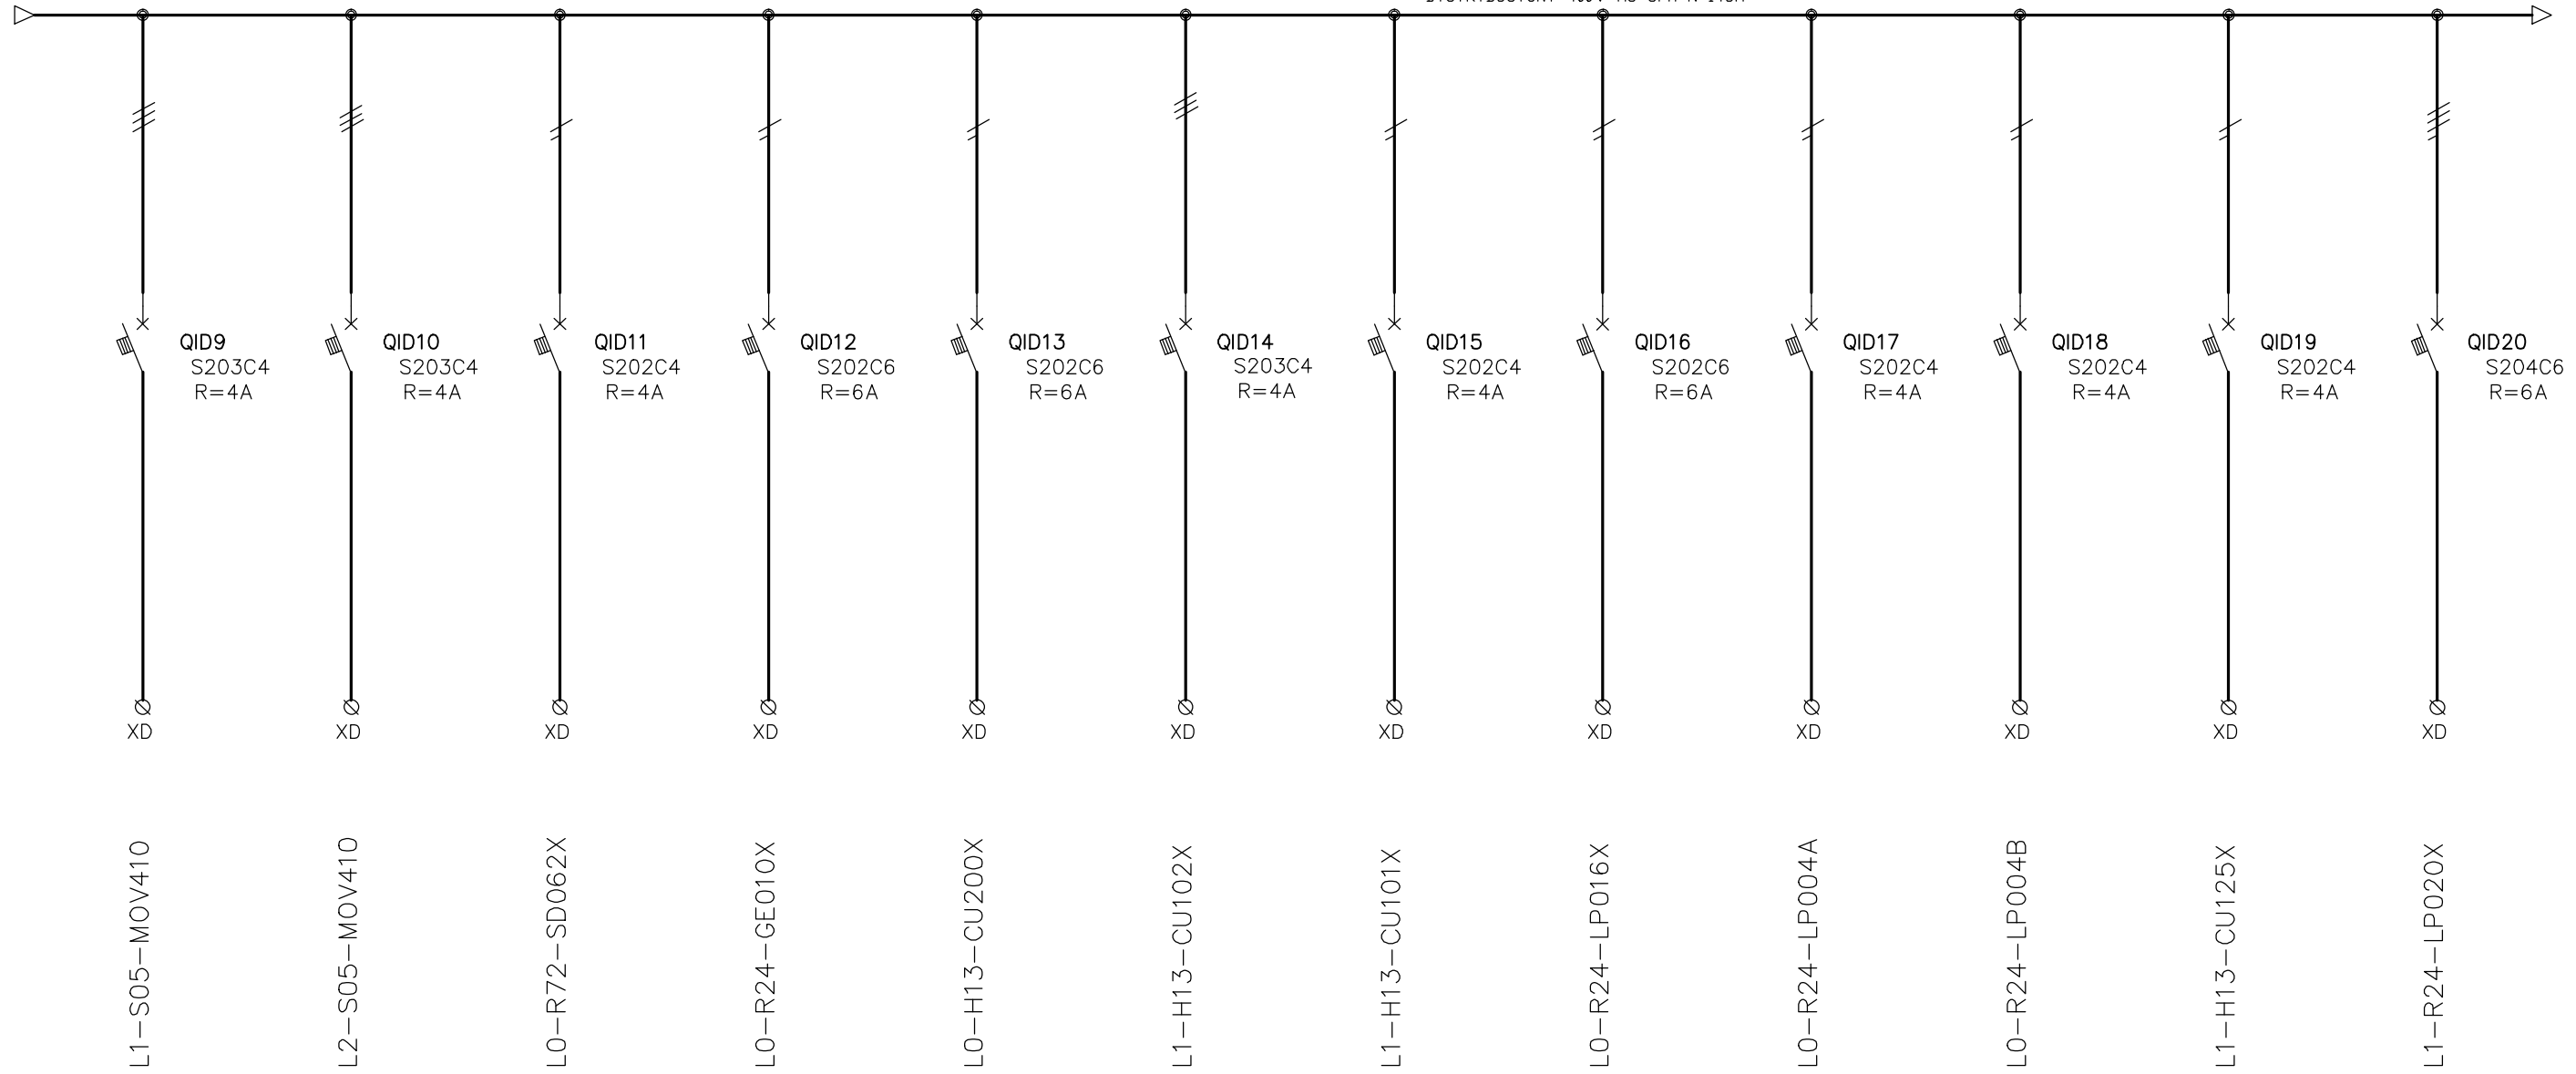 QID9
S203C4
R=4A
QID10
S203C4
R=4A
QID11
S202C4
R=4A
QID12
S202C6
R=6A
QID13
S202C6
R=6A
QID14
S203C4
R=4A
QID15
S202C4
R=4A
QID16
S202C6
R=6A
QID17
S202C4
R=4A
QID18
S202C4
R=4A
QID19
S202C4
R=4A
QID20
S204C6
R=6A
XD
XD
XD
XD
XD
XD
XD
XD
XD
XD
XD
XD
L1-S05-MOV410
L2-S05-MOV410
L0-R72-SD062X
L0-R24-GE010X
L0-H13-CU200X
L1-H13-CU102X
L1-H13-CU101X
L0-R24-LP016X
L0-R24-LP004A
L0-R24-LP004B
L1-H13-CU125X
L1-R24-LP020X